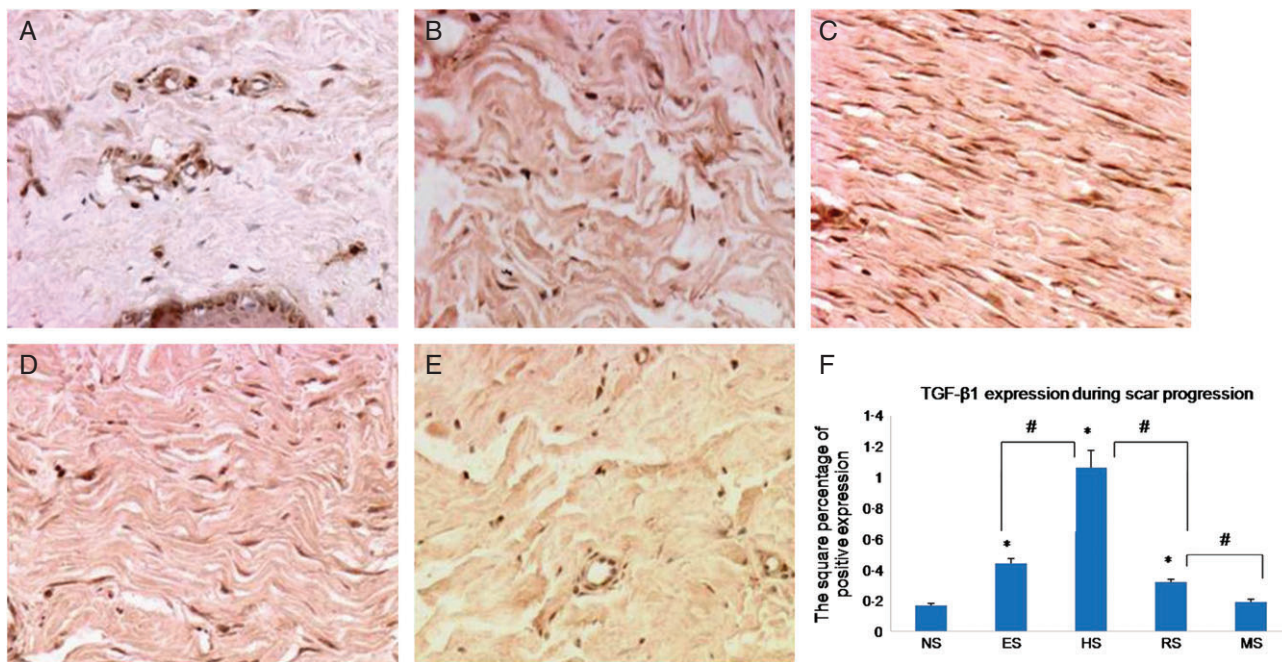 A
B
C
D
E
F
TGF-β1 expression during scar progression
The square percentage of
positive expression
1·4
1·2
1
0·8
0·6
0·4
0·2
0
*
#
*
#
*
#
NS
ES
HS
RS
MS